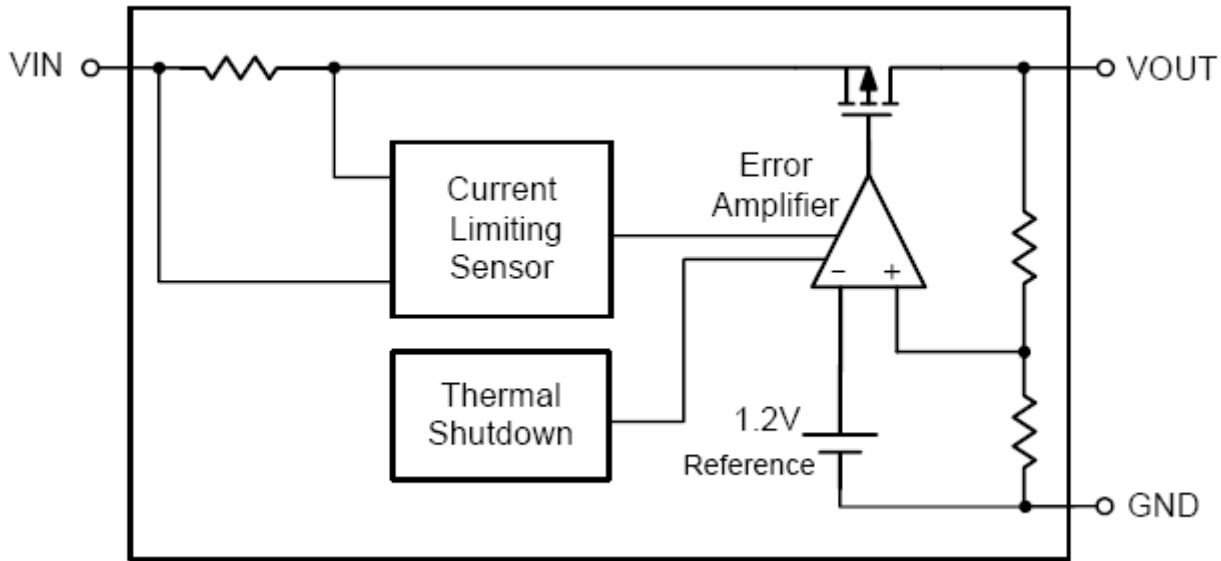 VIN
VOUT
Current
Limiting
Sensor
Error
Amplifier
- +
Thermal
Shutdown
1.2V
Reference
GND